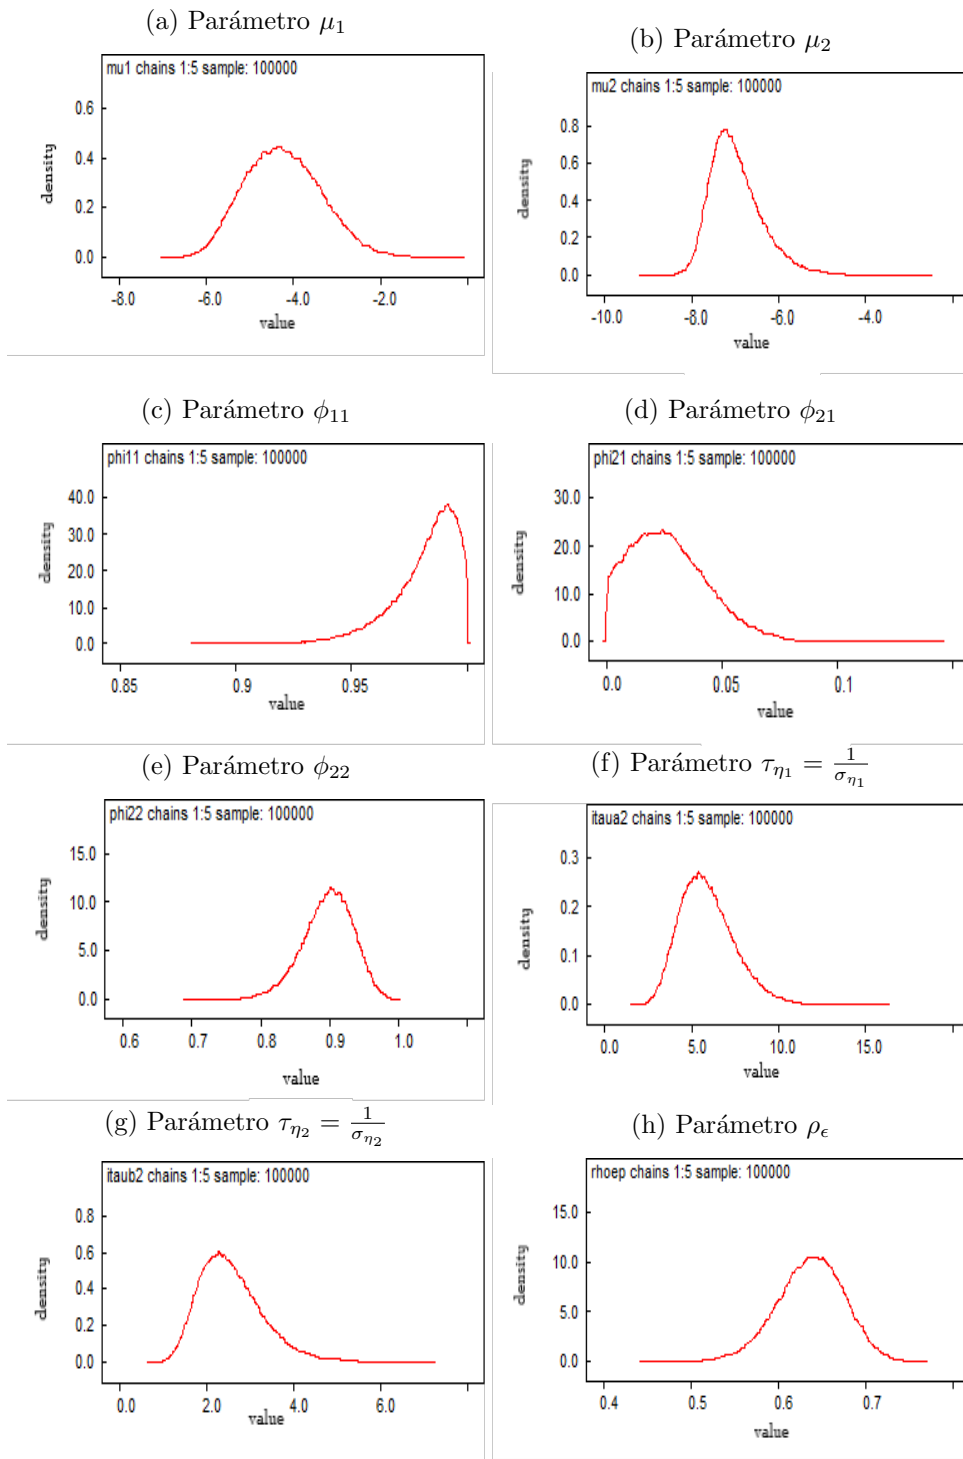 (a) Parámetro μ₁
mu1 chains 1:5 sample: 100000
0.6
0.4
0.2
0.0
density
-8.0 -6.0 -4.0 -2.0
value
(b) Parámetro μ₂
mu2 chains 1:5 sample: 100000
0.8
0.6
0.4
0.2
0.0
density
-10.0 -8.0 -6.0 -4.0
value
(c) Parámetro ϕ₁₁
phi11 chains 1:5 sample: 100000
40.0
30.0
20.0
10.0
0.0
density
0.85 0.9 0.95
value
(d) Parámetro ϕ₂₁
phi21 chains 1:5 sample: 100000
30.0
20.0
10.0
0.0
density
0.0 0.05 0.1
value
(e) Parámetro ϕ₂₂
phi22 chains 1:5 sample: 100000
15.0
10.0
5.0
0.0
density
0.6 0.7 0.8 0.9 1.0
value
(f) Parámetro τ_{η₁} = 1/σ_{η₁}
itaua2 chains 1:5 sample: 100000
0.3
0.2
0.1
0.0
density
0.0 5.0 10.0 15.0
value
(g) Parámetro τ_{η₂} = 1/σ_{η₂}
itaub2 chains 1:5 sample: 100000
0.8
0.6
0.4
0.2
0.0
density
0.0 2.0 4.0 6.0
value
(h) Parámetro ρ_ϵ
rhoep chains 1:5 sample: 100000
15.0
10.0
5.0
0.0
density
0.4 0.5 0.6 0.7
value